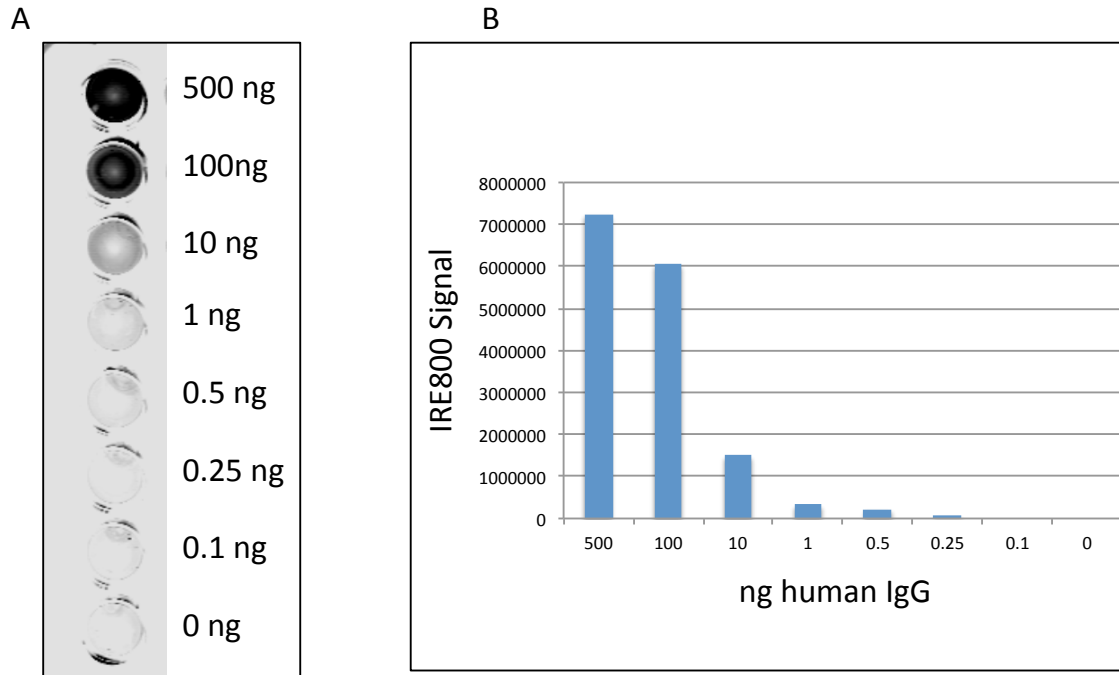 A
500 ng
100ng
10 ng
1 ng
0.5 ng
0.25 ng
0.1 ng
0 ng
B
IRE800 Signal
8000000
7000000
6000000
5000000
4000000
3000000
2000000
1000000
0
500 100 10 1 0.5 0.25 0.1 0
ng human IgG